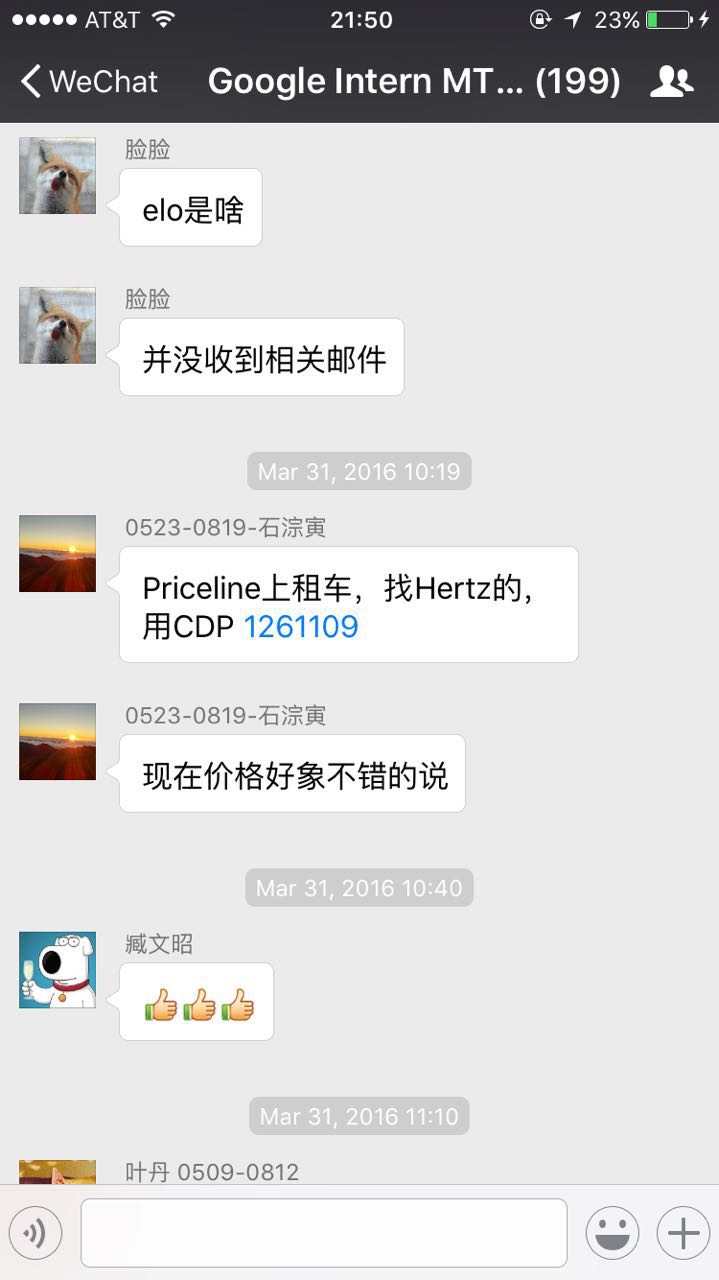 AT&T
21:50
23%
WeChat
Google Intern MT... (199)
脸脸
elo是啥
脸脸
并没收到相关邮件
Mar 31, 2016 10:19
0523-0819-石淙寅
Priceline上租车，找Hertz的，
用CDP 1261109
0523-0819-石淙寅
现在价格好象不错的说
Mar 31, 2016 10:40
臧文昭
Mar 31, 2016 11:10
叶丹 0509-0812